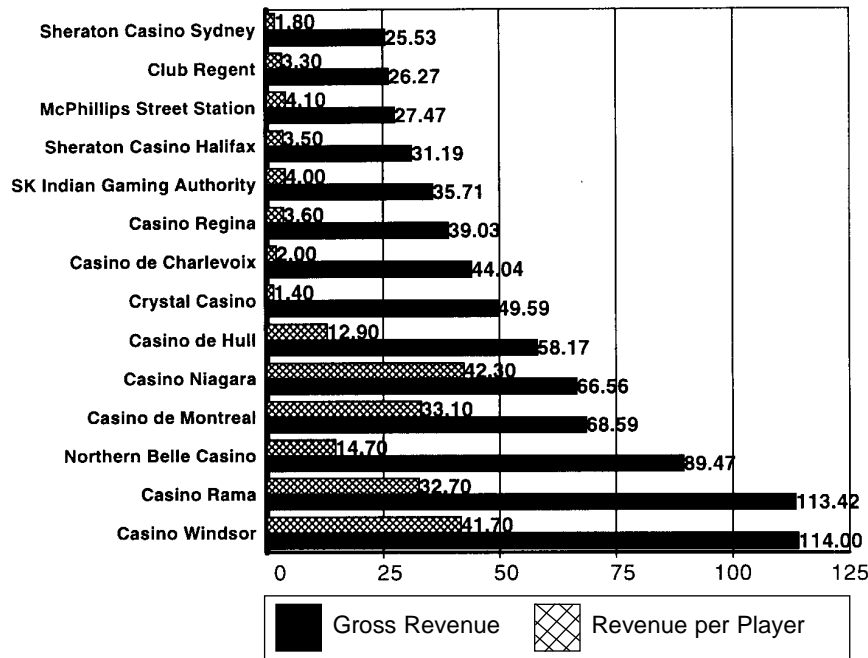 Sheraton Casino Sydney 1.80 25.53
Club Regent 3.30 26.27
McPhillips Street Station 4.10 27.47
Sheraton Casino Halifax 3.50 31.19
SK Indian Gaming Authority 4.00 35.71
Casino Regina 3.60 39.03
Casino de Charlevoix 2.00 44.04
Crystal Casino 1.40 49.59
Casino de Hull 12.90 58.17
Casino Niagara 42.30 66.56
Casino de Montreal 33.10 68.59
Northern Belle Casino 14.70 89.47
Casino Rama 32.70 113.42
Casino Windsor 41.70 114.00
0 25 50 75 100 125
Gross Revenue Revenue per Player